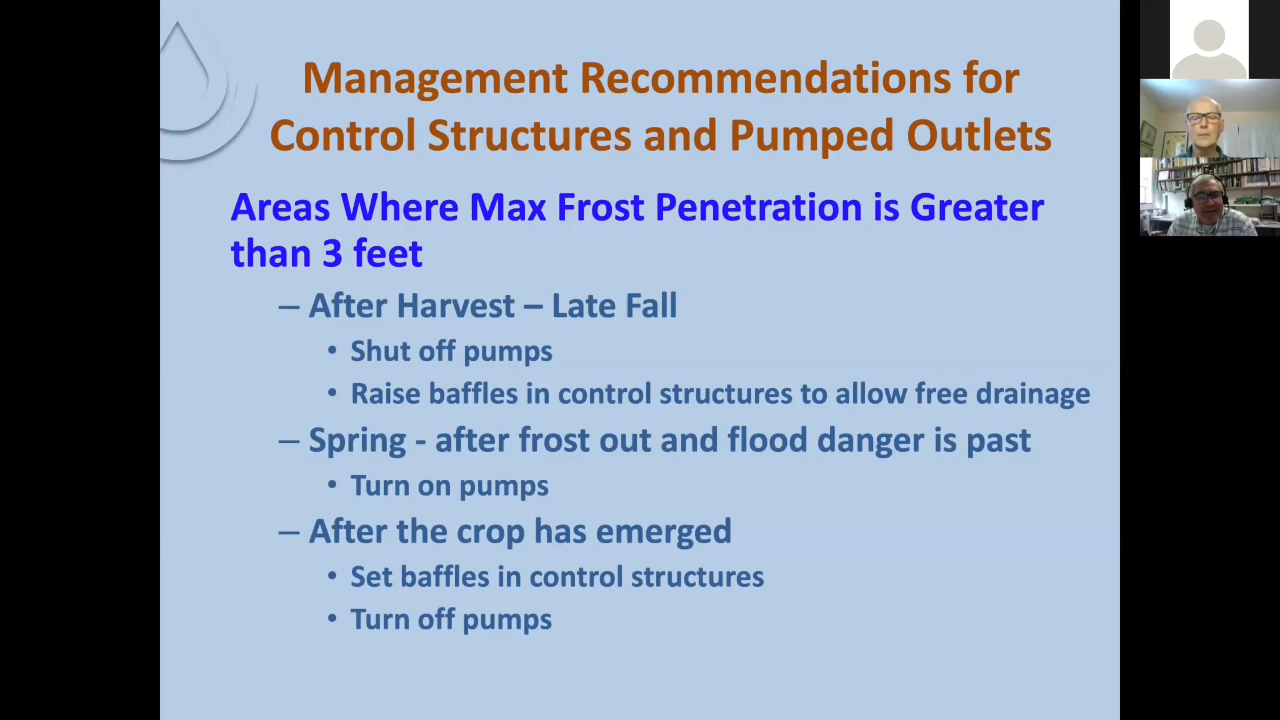 Management Recommendations for
Control Structures and Pumped Outlets
Areas Where Max Frost Penetration is Greater
than 3 feet
– After Harvest – Late Fall
• Shut off pumps
• Raise baffles in control structures to allow free drainage
– Spring - after frost out and flood danger is past
• Turn on pumps
– After the crop has emerged
• Set baffles in control structures
• Turn off pumps